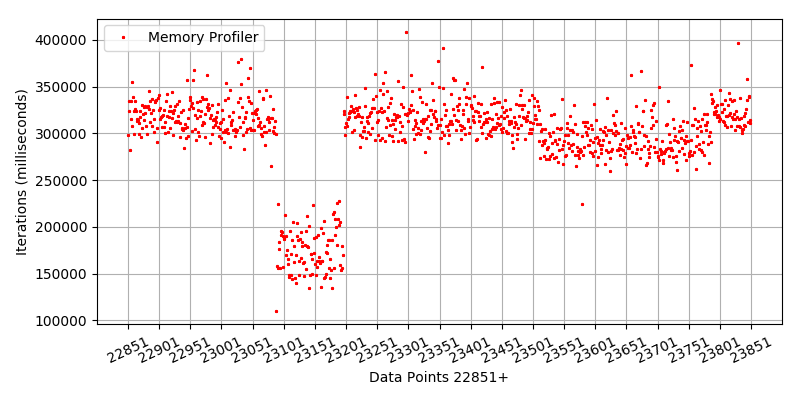 Memory Profiler
Iterations (milliseconds)
400000
350000
300000
250000
200000
150000
100000
22851 22901 22951 23001 23051 23101 23151 23201 23251 23301 23351 23401 23451 23501 23551 23601 23651 23701 23751 23801 23851
Data Points 22851+